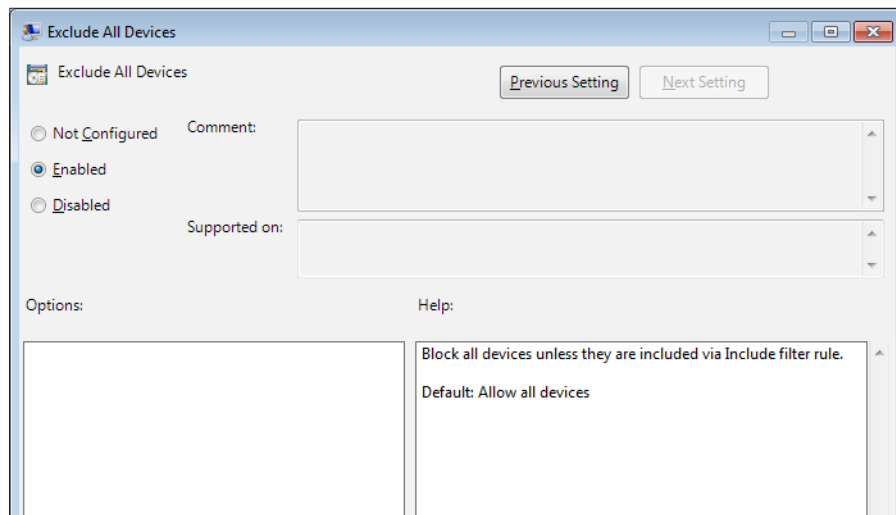 Exclude All Devices
Exclude All Devices
Previous Setting
Next Setting
Not Configured
Comment:
Enabled
Disabled
Supported on:
Options:
Help:
Block all devices unless they are included via Include filter rule.
Default: Allow all devices